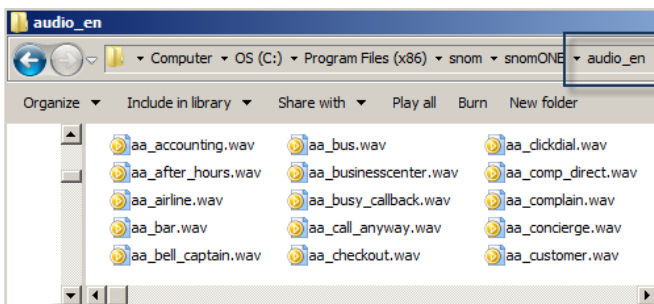 audio_en
Computer OS (C:) Program Files (x86) snom snomONE audio_en
Organize Include in library Share with Play all Burn New folder
aa_accounting.wav aa_bus.wav aa_clickdial.wav
aa_after_hours.wav aa_businesscenter.wav aa_comp_direct.wav
aa_airline.wav aa_busy_callback.wav aa_complain.wav
aa_bar.wav aa_call_anyway.wav aa_concierge.wav
aa_bell_captain.wav aa_checkout.wav aa_customer.wav